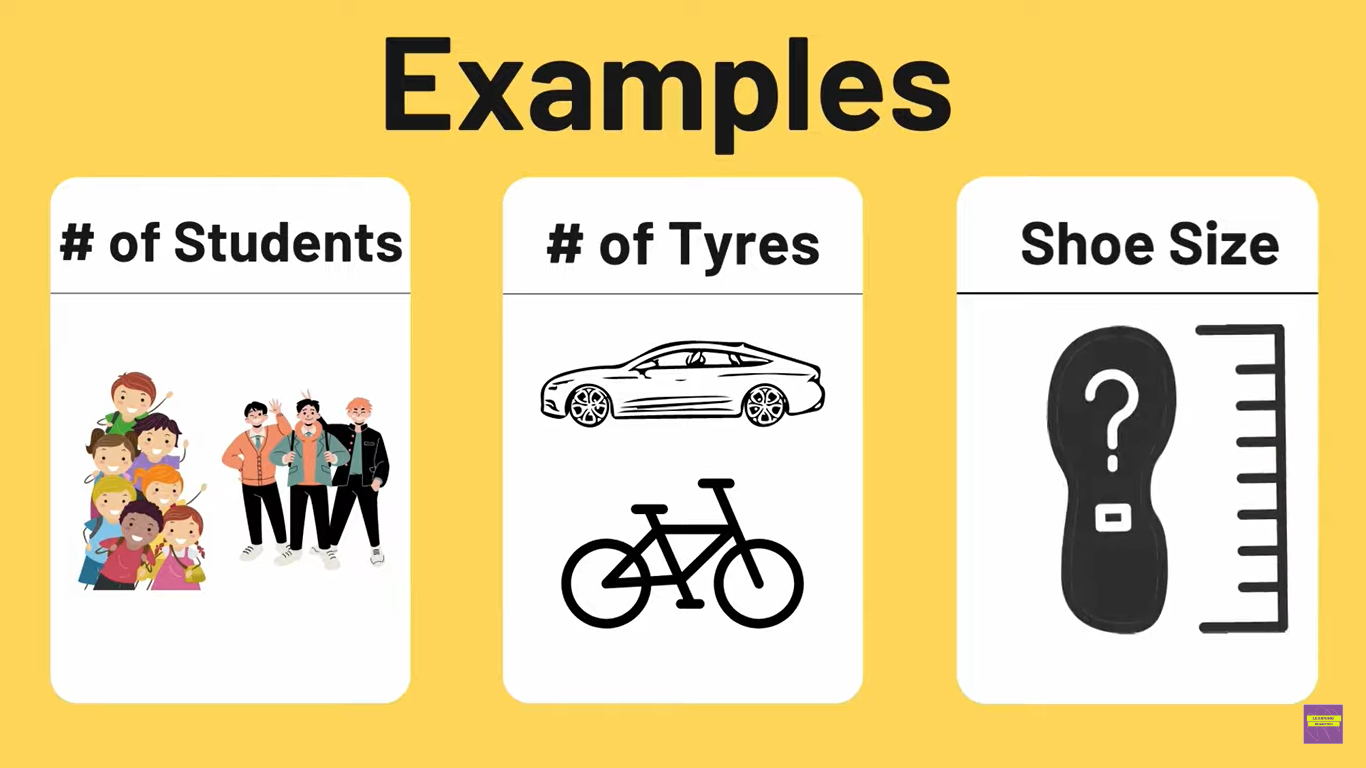 Examples
# of Students
# of Tyres
Shoe Size
?